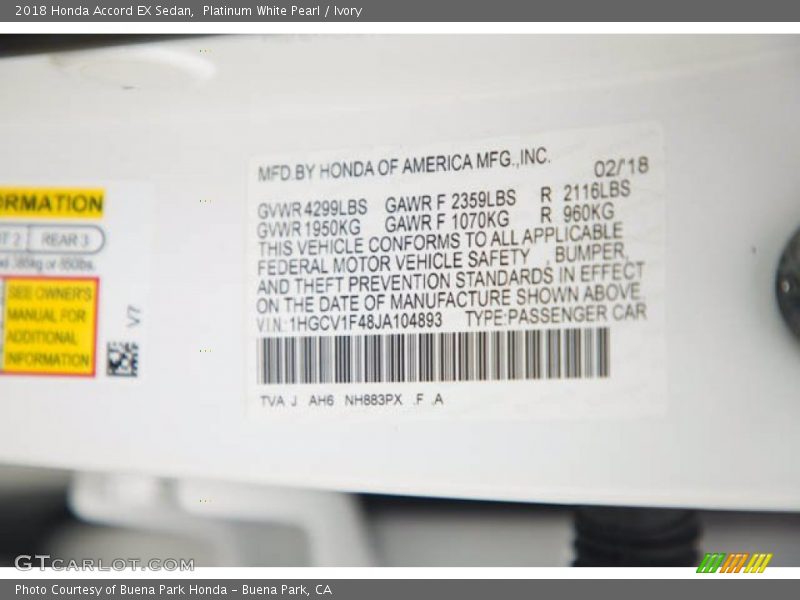 2018 Honda Accord EX Sedan, Platinum White Pearl / Ivory
MFD.BY HONDA OF AMERICA MFG.,INC.
02/'18
GVWR 4299LBS GAWR F 2359LBS R 2116LBS
GVWR 1950KG GAWR F 1070KG R 960KG
THIS VEHICLE CONFORMS TO ALL APPLICABLE
FEDERAL MOTOR VEHICLE SAFETY , BUMPER,
AND THEFT PREVENTION STANDARDS IN EFFECT
ON THE DATE OF MANUFACTURE SHOWN ABOVE.
V.I.N.: 1HGCV1F48JA104893 TYPE:PASSENGER CAR
TVA J AH6 NH883PX .F .A
ORMATION
T 2 REAR 3
385kg or 850lbs.
SEE OWNER'S
MANUAL FOR
ADDITIONAL
INFORMATION
V7
GTCARLOT.COM
Photo Courtesy of Buena Park Honda – Buena Park, CA